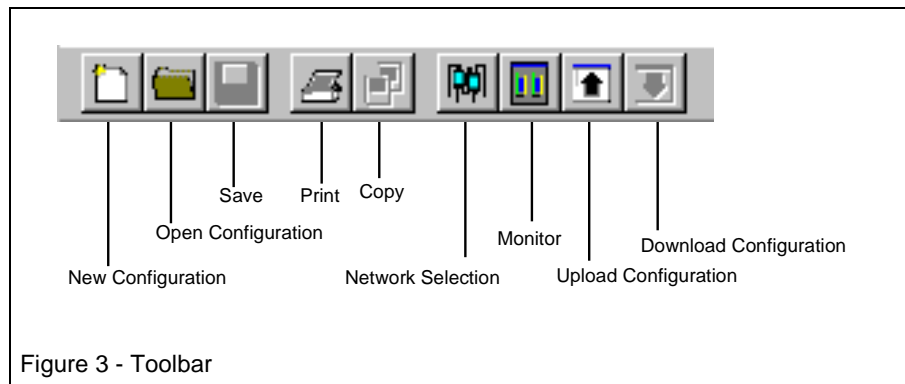 Save
Print
Copy
Open Configuration
Monitor
Download Configuration
New Configuration
Network Selection
Upload Configuration
Figure 3 - Toolbar